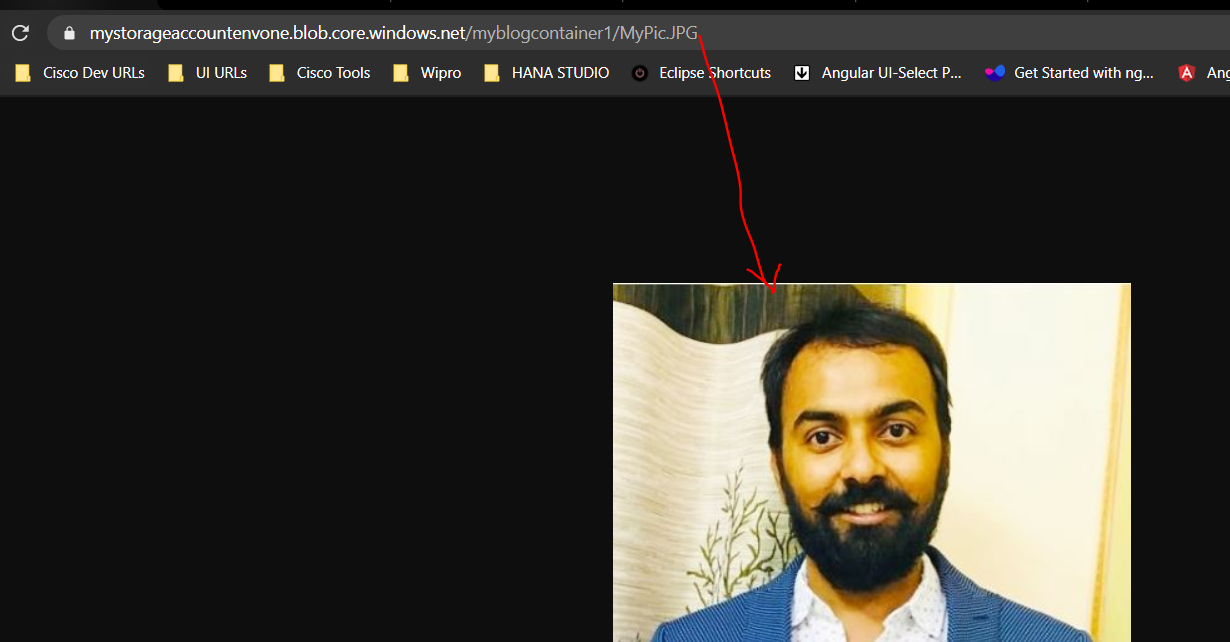 mystorageaccountenvone.blob.core.windows.net/myblogcontainer1/MyPic.JPG
Cisco Dev URLs UI URLs Cisco Tools Wipro HANA STUDIO Eclipse Shortcuts Angular UI-Select P... Get Started with ng... Ang